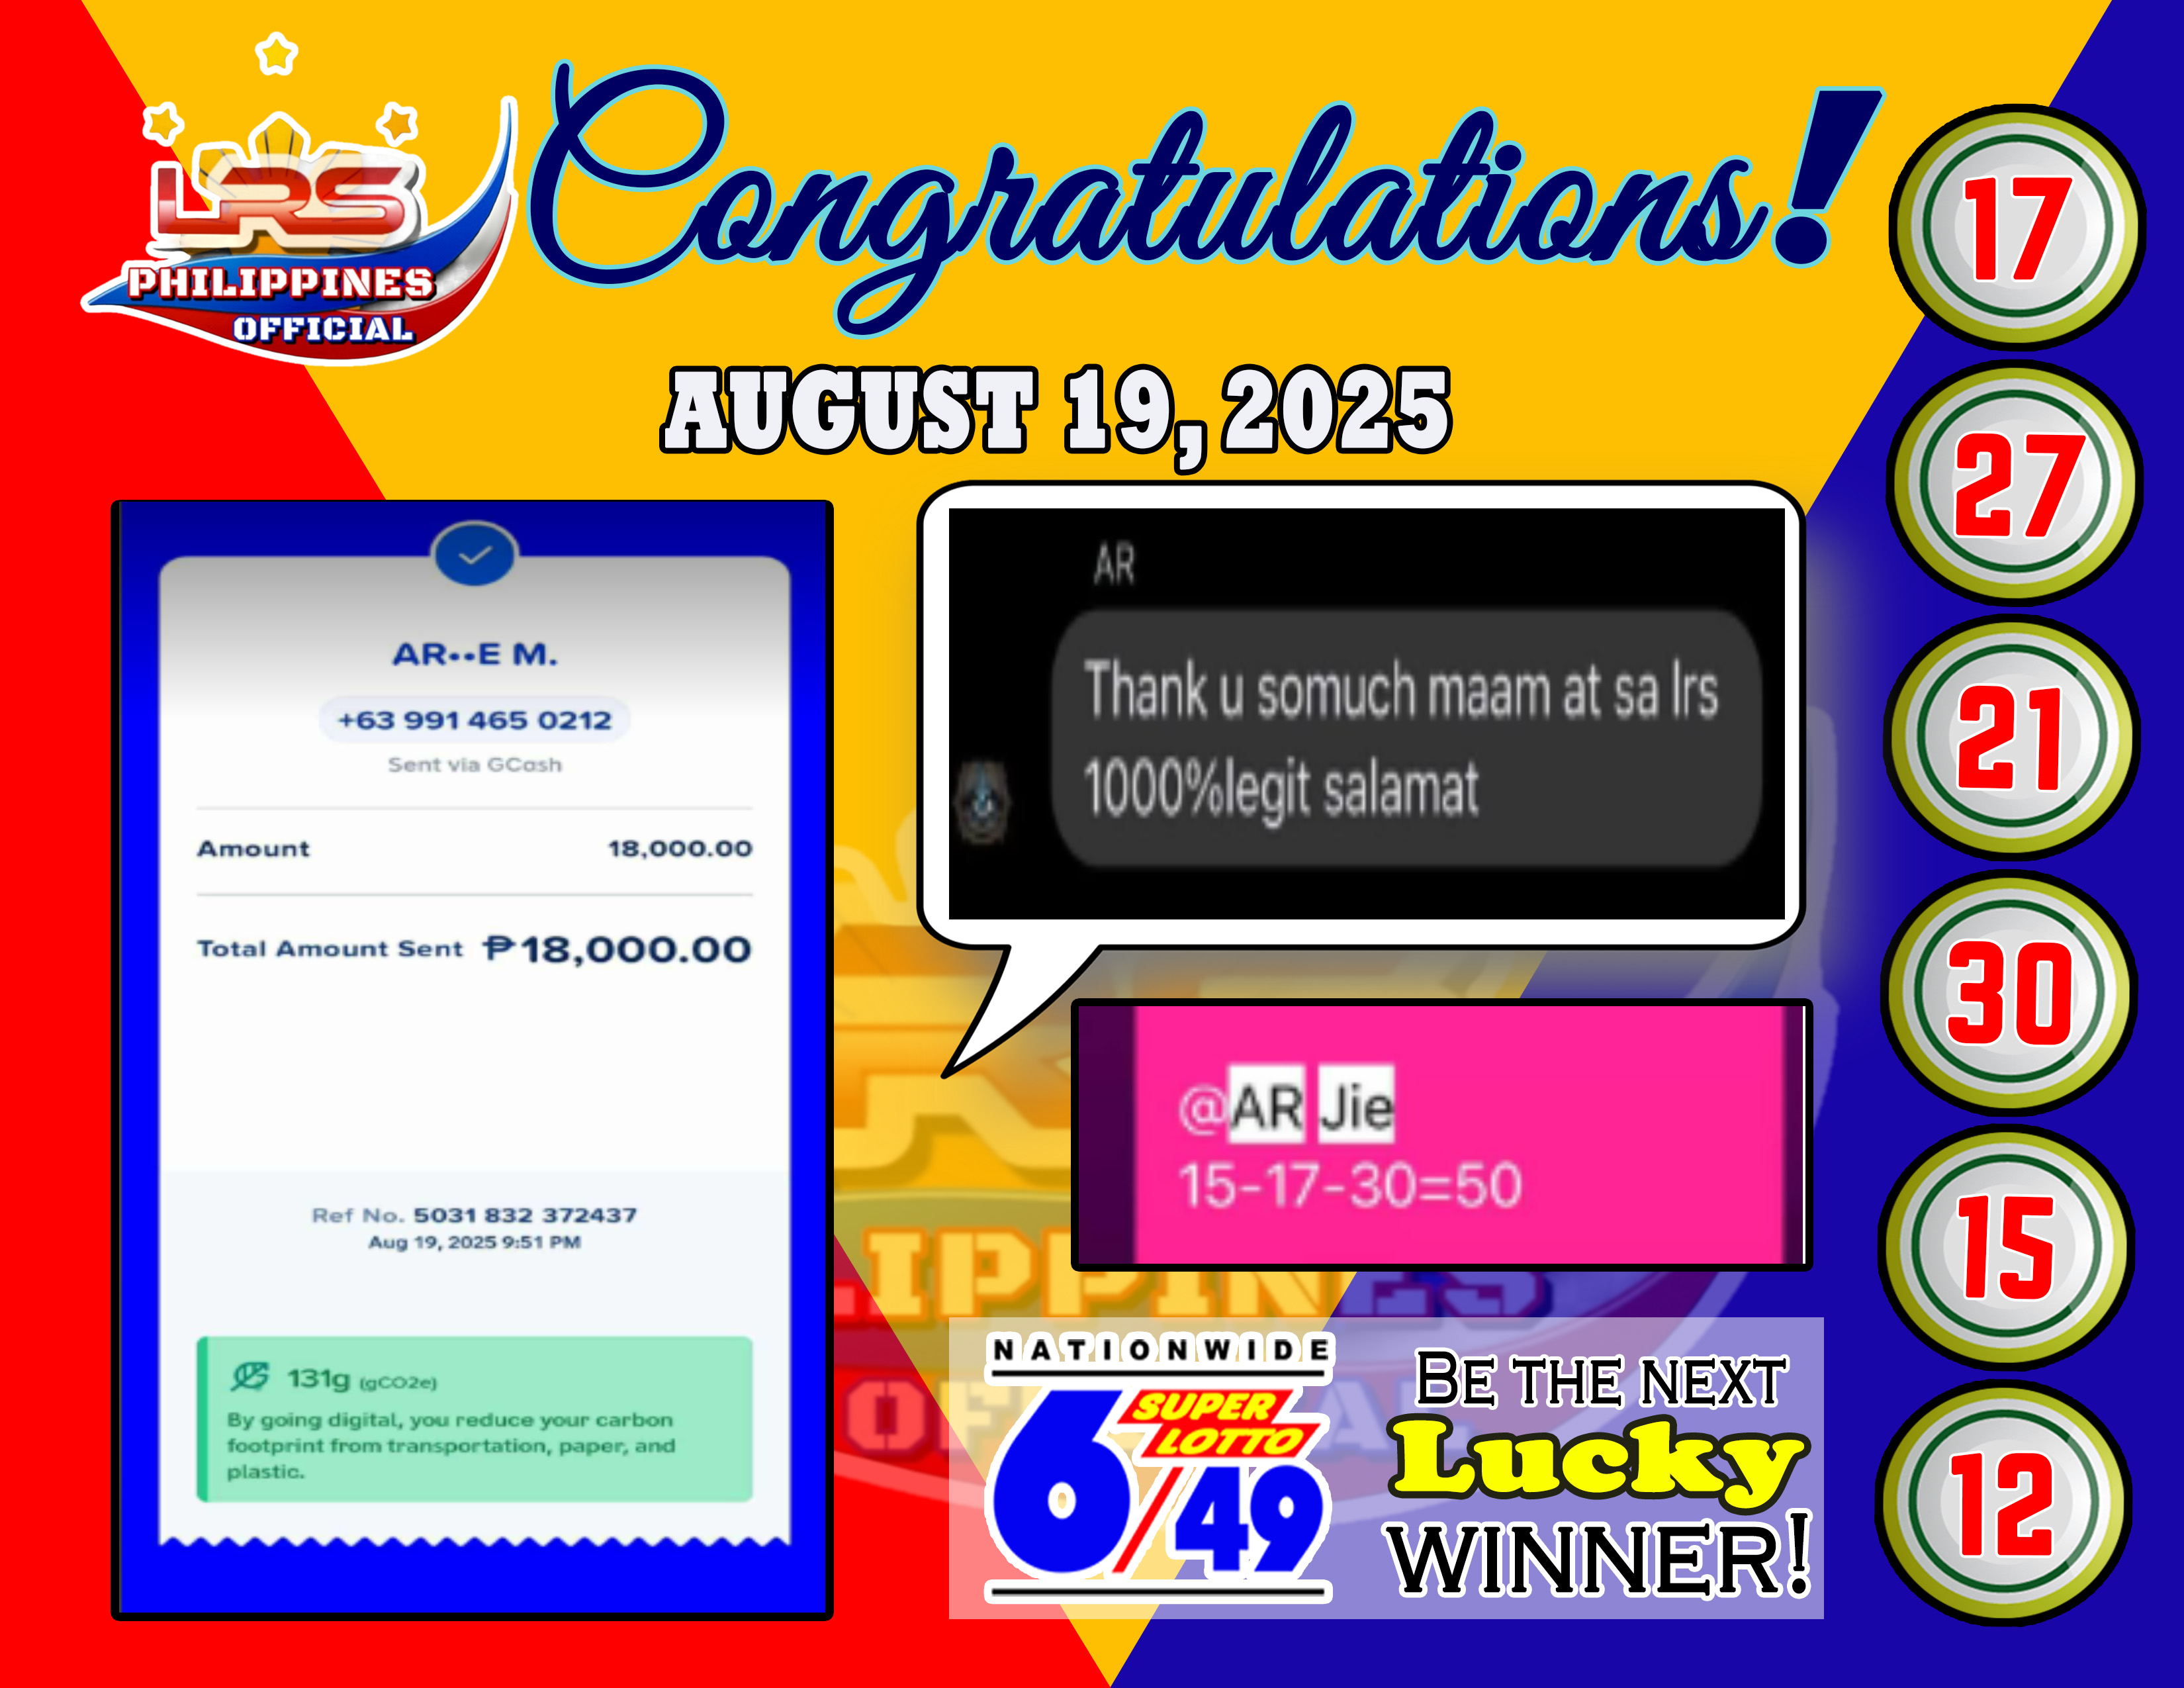 LRS
PHILIPPINES
OFFICIAL
Congratulations!
AUGUST 19, 2025
AR••E M.
+63 991 465 0212
Sent via GCash
Amount 18,000.00
Total Amount Sent ₱18,000.00
Ref No. 5031 832 372437
Aug 19, 2025 9:51 PM
131g (gCO2e)
By going digital, you reduce your carbon
footprint from transportation, paper, and
plastic.
AR
Thank u somuch maam at sa lrs
1000%legit salamat
@AR Jie
15-17-30=50
NATIONWIDE
SUPER
LOTTO
6/49
BE THE NEXT
Lucky
WINNER!
17
27
21
30
15
12